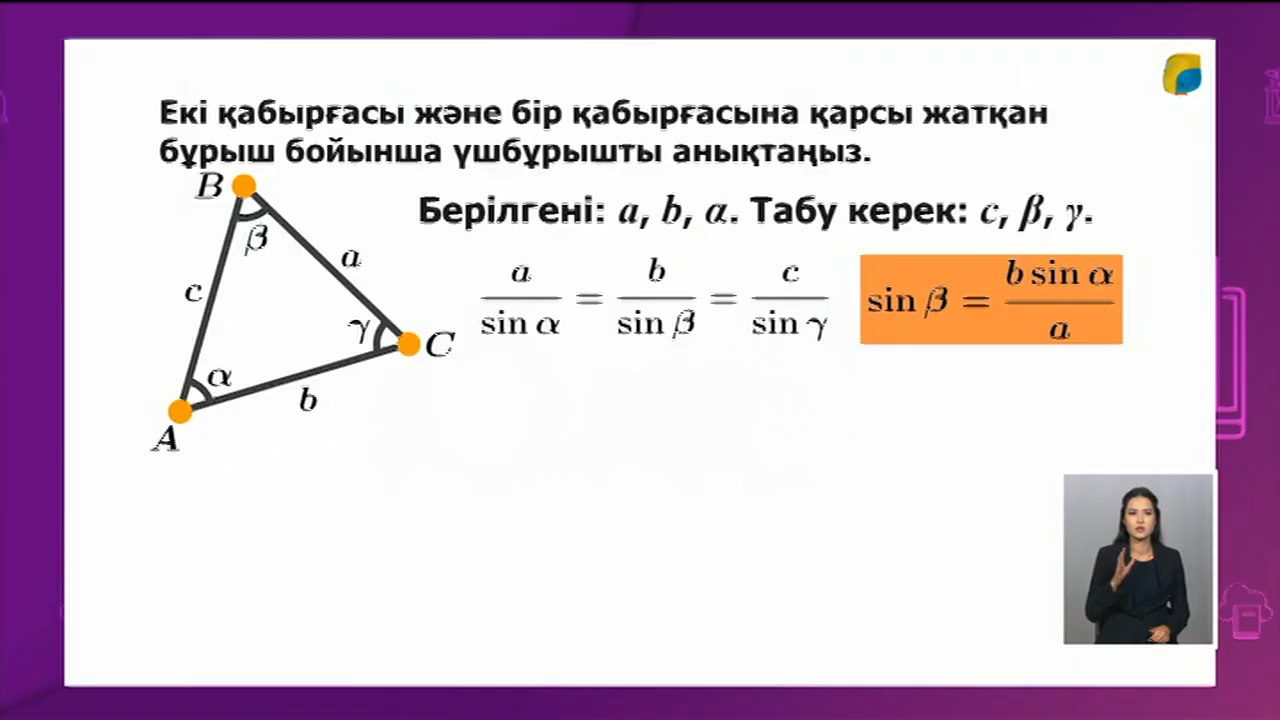 Екі қабырғасы және бір қабырғасына қарсы жатқан
бұрыш бойынша үшбұрышты анықтаңыз.
Берілгені: a, b, α. Табу керек: c, β, γ.
B
β
a
c
γ
C
α
b
A
a / sin α = b / sin β = c / sin γ
sin β = b sin α / a